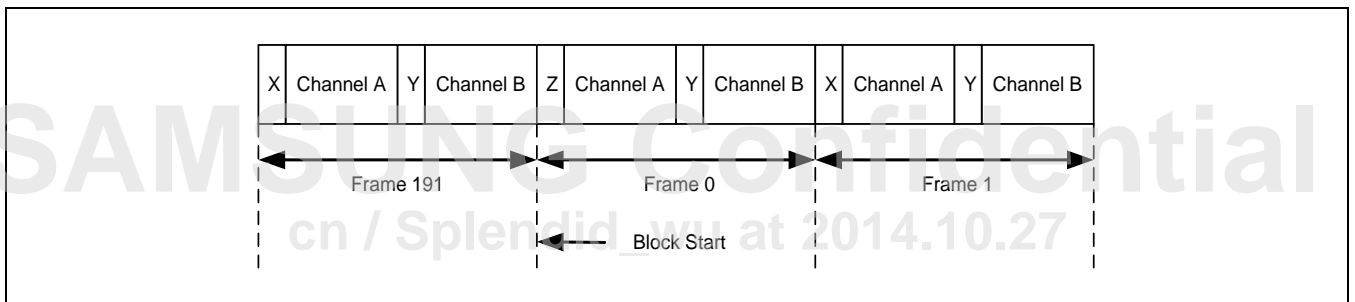 X Channel A Y Channel B Z Channel A Y Channel B X Channel A Y Channel B
SAMSUNG Confidential
Frame 191 Frame 0 Frame 1
cn / Splendid_wu at 2014.10.27
Block Start